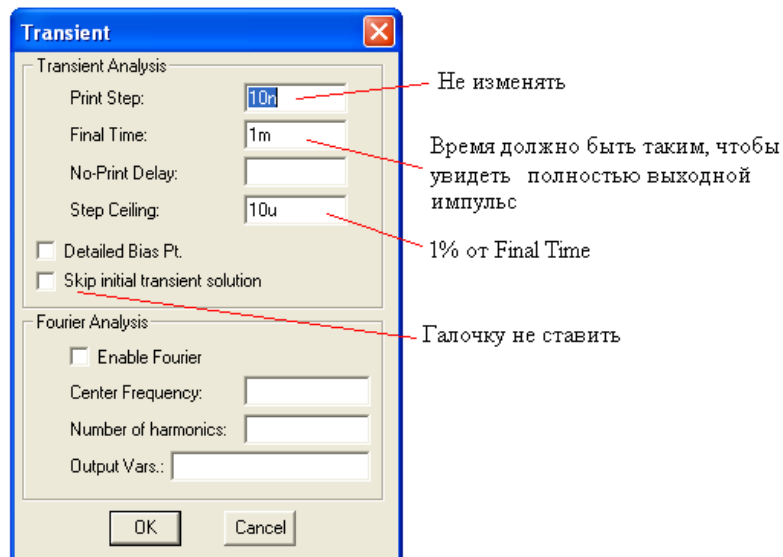 Transient
Transient Analysis
Print Step: 10n
Final Time: 1m
No-Print Delay:
Step Ceiling: 10u
Detailed Bias Pt.
Skip initial transient solution
Fourier Analysis
Enable Fourier
Center Frequency:
Number of harmonics:
Output Vars.:
OK Cancel
Не изменять
Время должно быть таким, чтобы
увидеть полностью выходной
импульс
1% от Final Time
Галочку не ставить